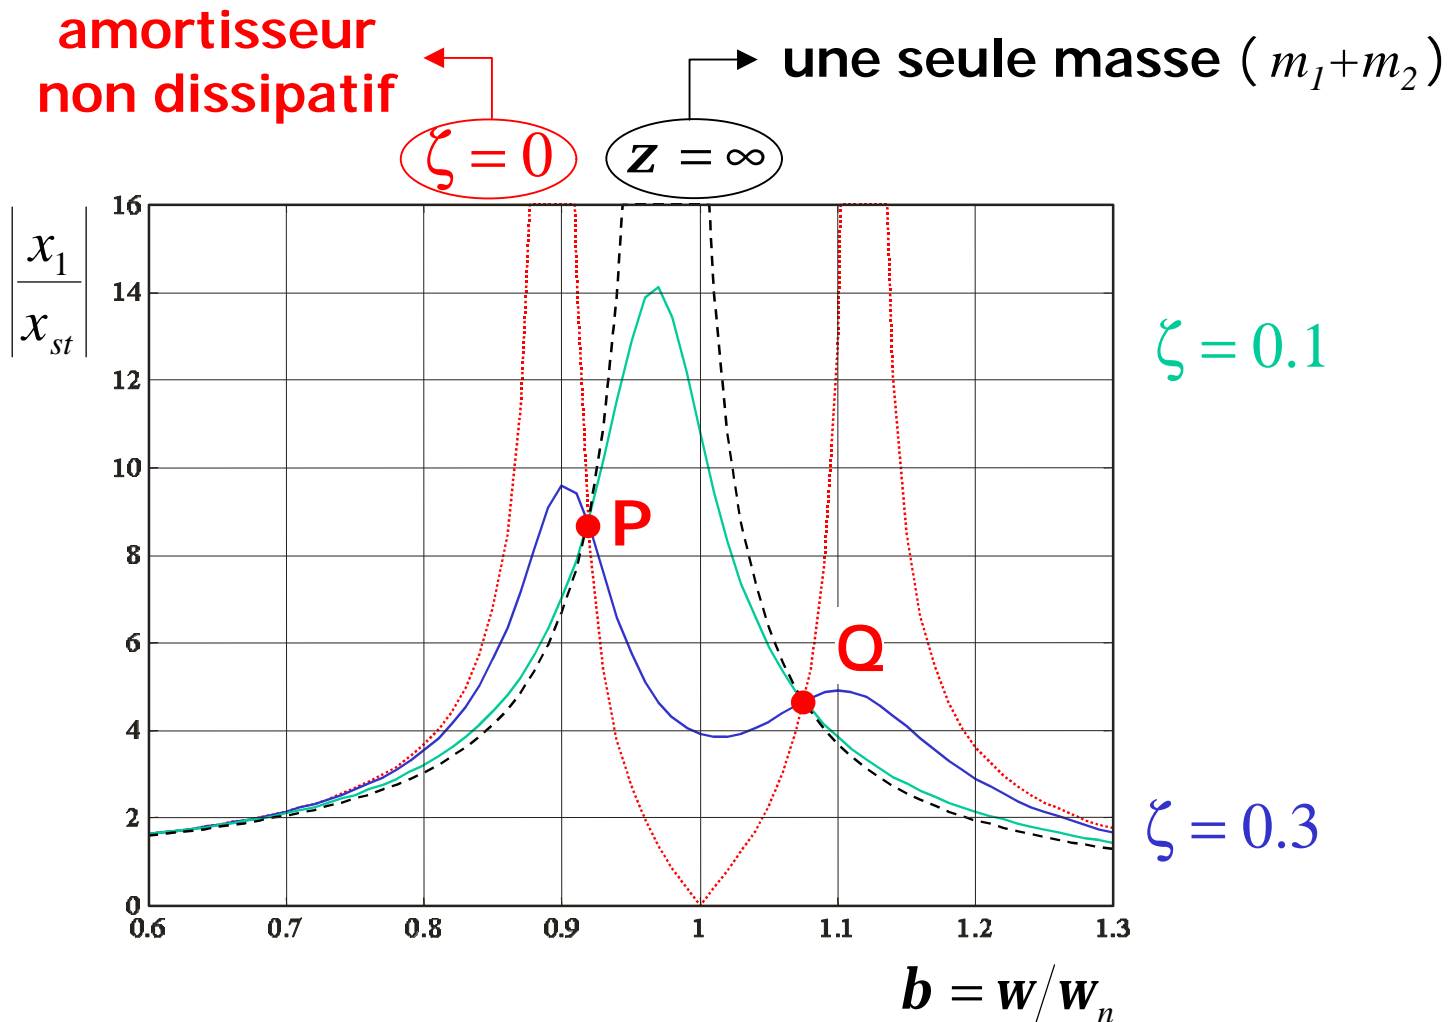 amortisseur
non dissipatif
une seule masse ( m1+m2 )
ζ = 0
z = ∞
|x1/xst|
16
14
12
10
8
6
4
2
0
P
Q
ζ = 0.1
ζ = 0.3
0.6 0.7 0.8 0.9 1 1.1 1.2 1.3
b = w/wn